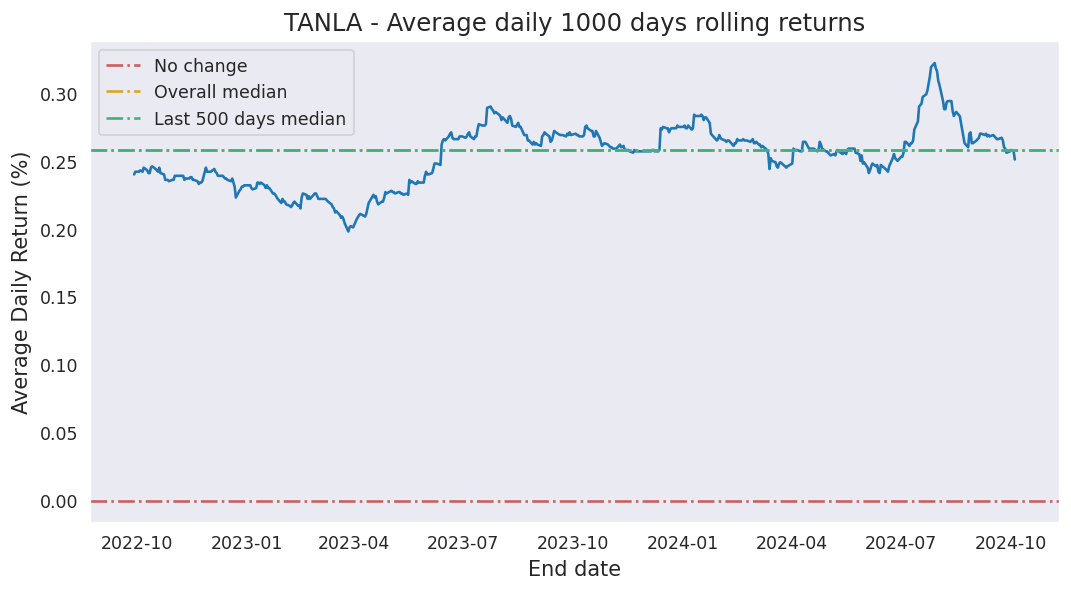 TANLA - Average daily 1000 days rolling returns
No change
Overall median
Last 500 days median
Average Daily Return (%)
0.30
0.25
0.20
0.15
0.10
0.05
0.00
2022-10 2023-01 2023-04 2023-07 2023-10 2024-01 2024-04 2024-07 2024-10
End date